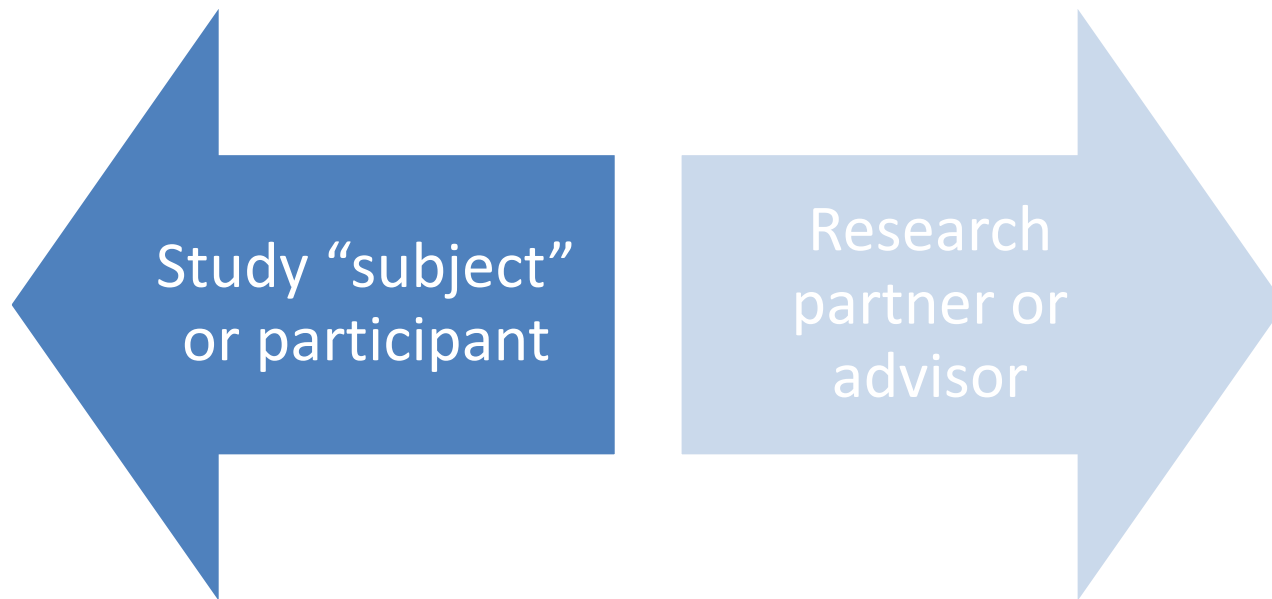 Study “subject”
or participant
Research
partner or
advisor